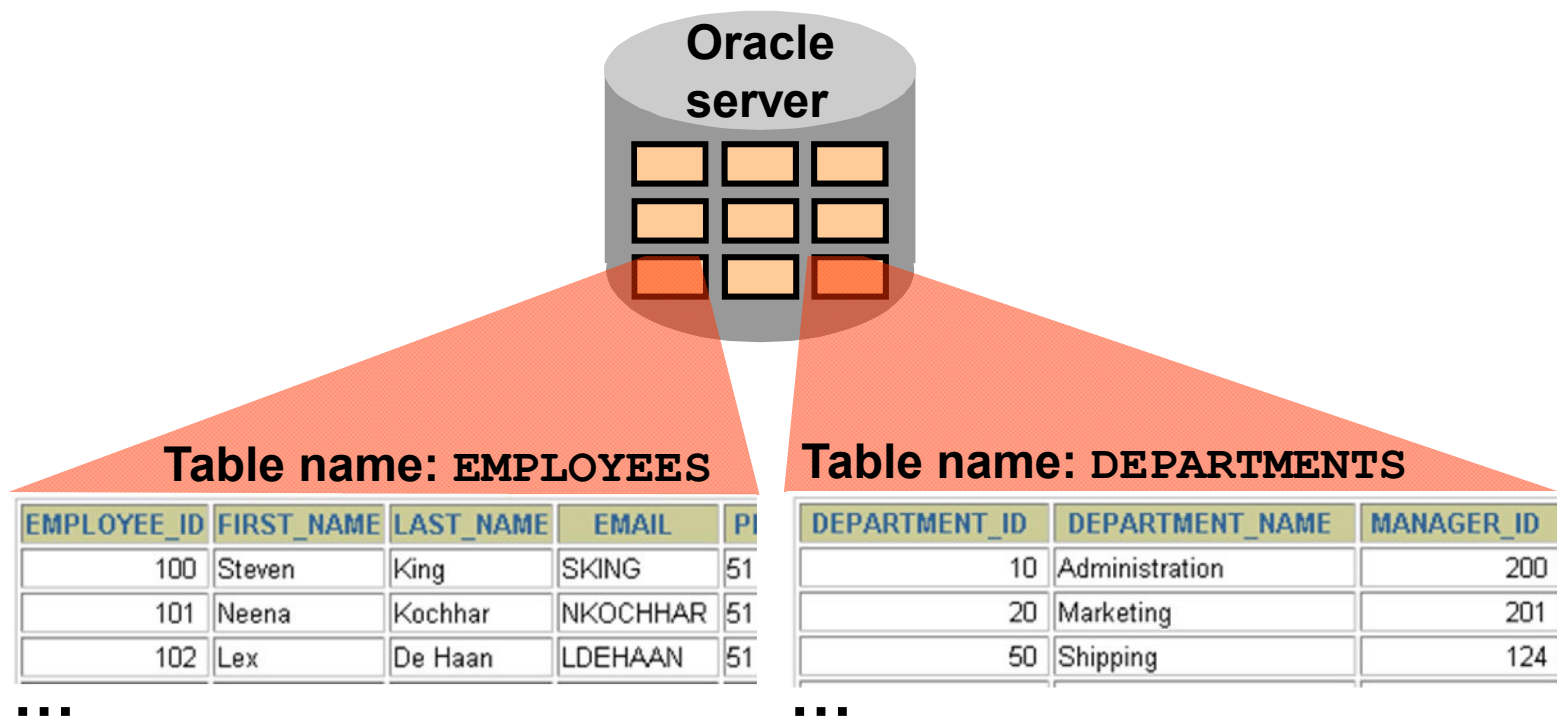 Oracle
server
Table name: EMPLOYEES
EMPLOYEE_ID FIRST_NAME LAST_NAME EMAIL
100 Steven King SKING 51
101 Neena Kochhar NKOCHHAR 51
102 Lex De Haan LDEHAAN 51
...
Table name: DEPARTMENTS
DEPARTMENT_ID DEPARTMENT_NAME MANAGER_ID
10 Administration 200
20 Marketing 201
50 Shipping 124
...